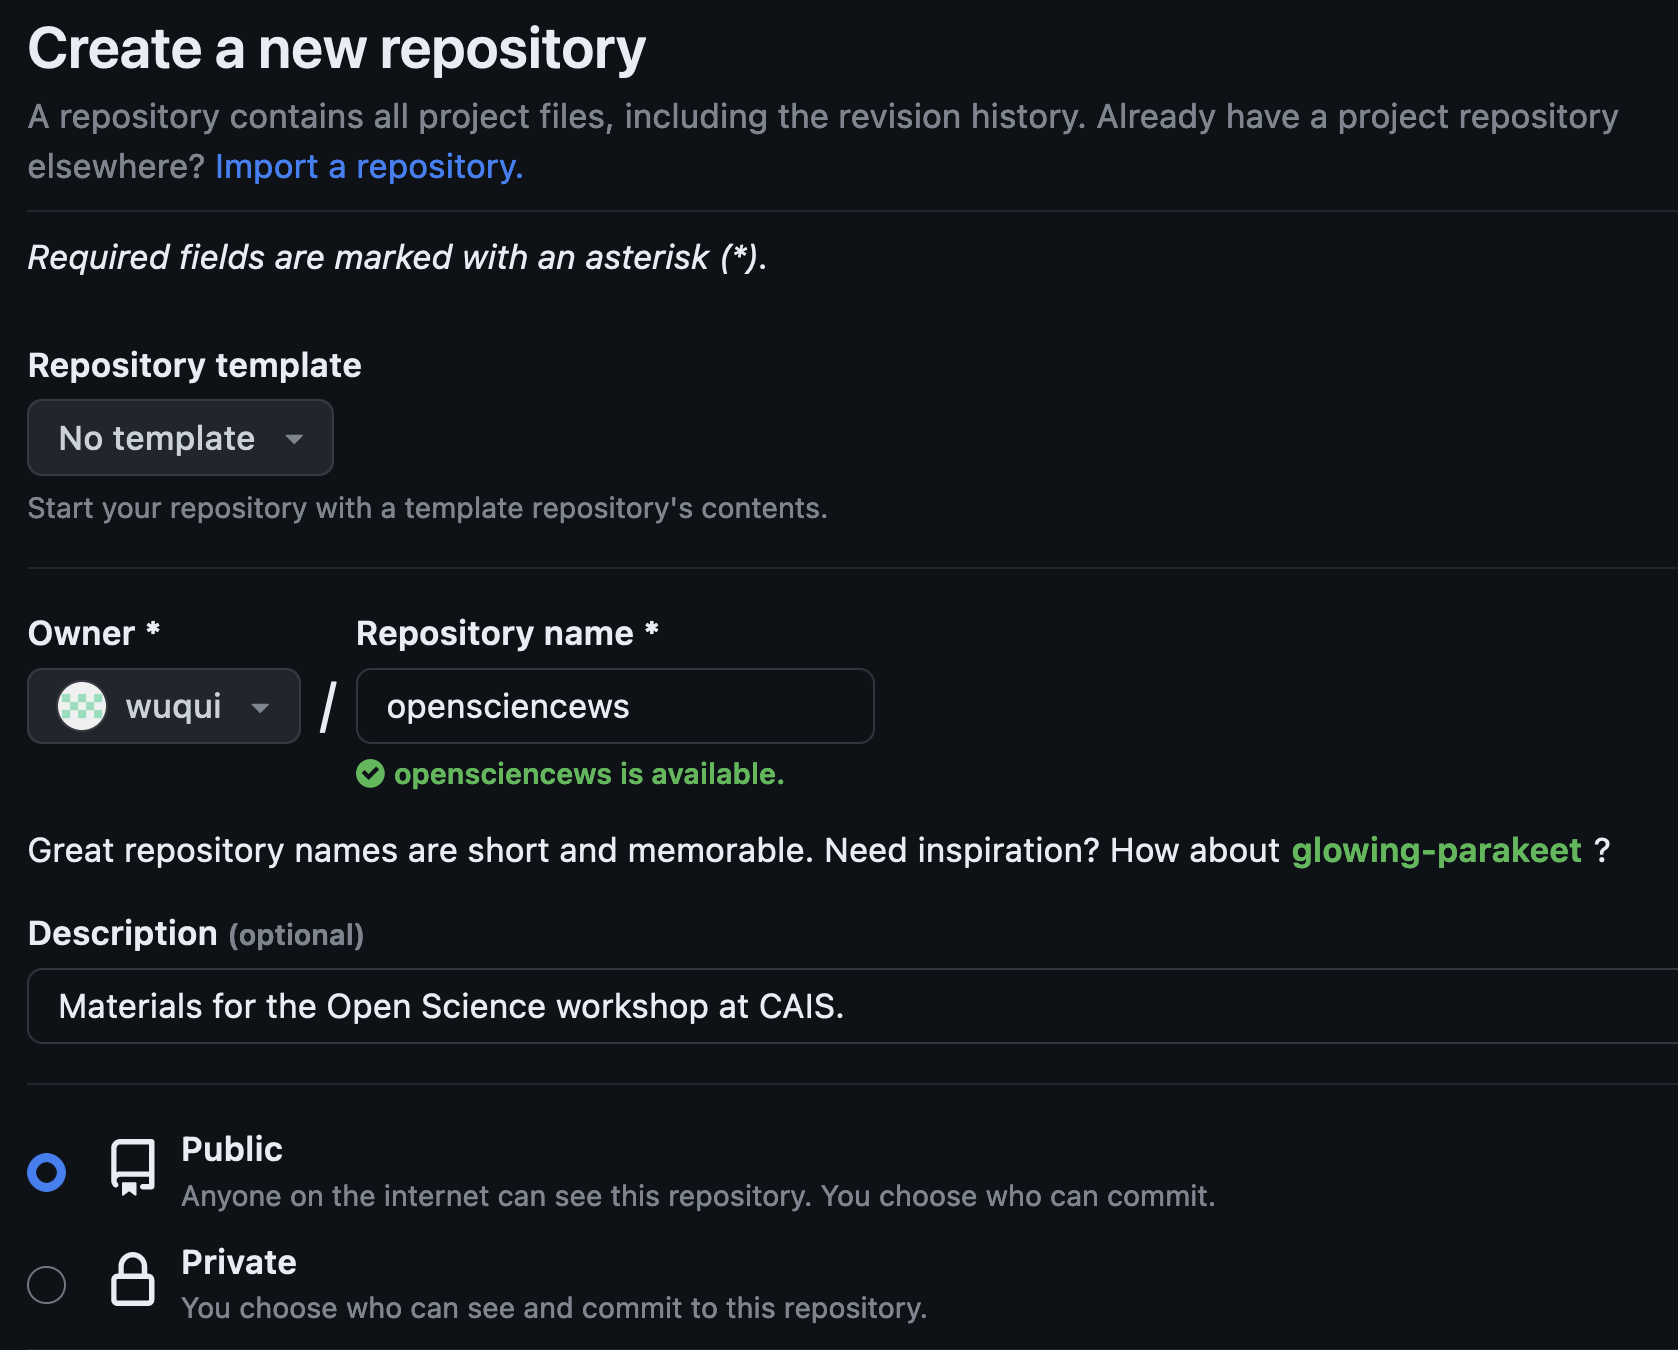 Create a new repository
A repository contains all project files, including the revision history. Already have a project repository
elsewhere? Import a repository.
Required fields are marked with an asterisk (*).
Repository template
No template
Start your repository with a template repository's contents.
Owner * Repository name *
wuqui / opensciencews
opensciencews is available.
Great repository names are short and memorable. Need inspiration? How about glowing-parakeet ?
Description (optional)
Materials for the Open Science workshop at CAIS.
Public
Anyone on the internet can see this repository. You choose who can commit.
Private
You choose who can see and commit to this repository.